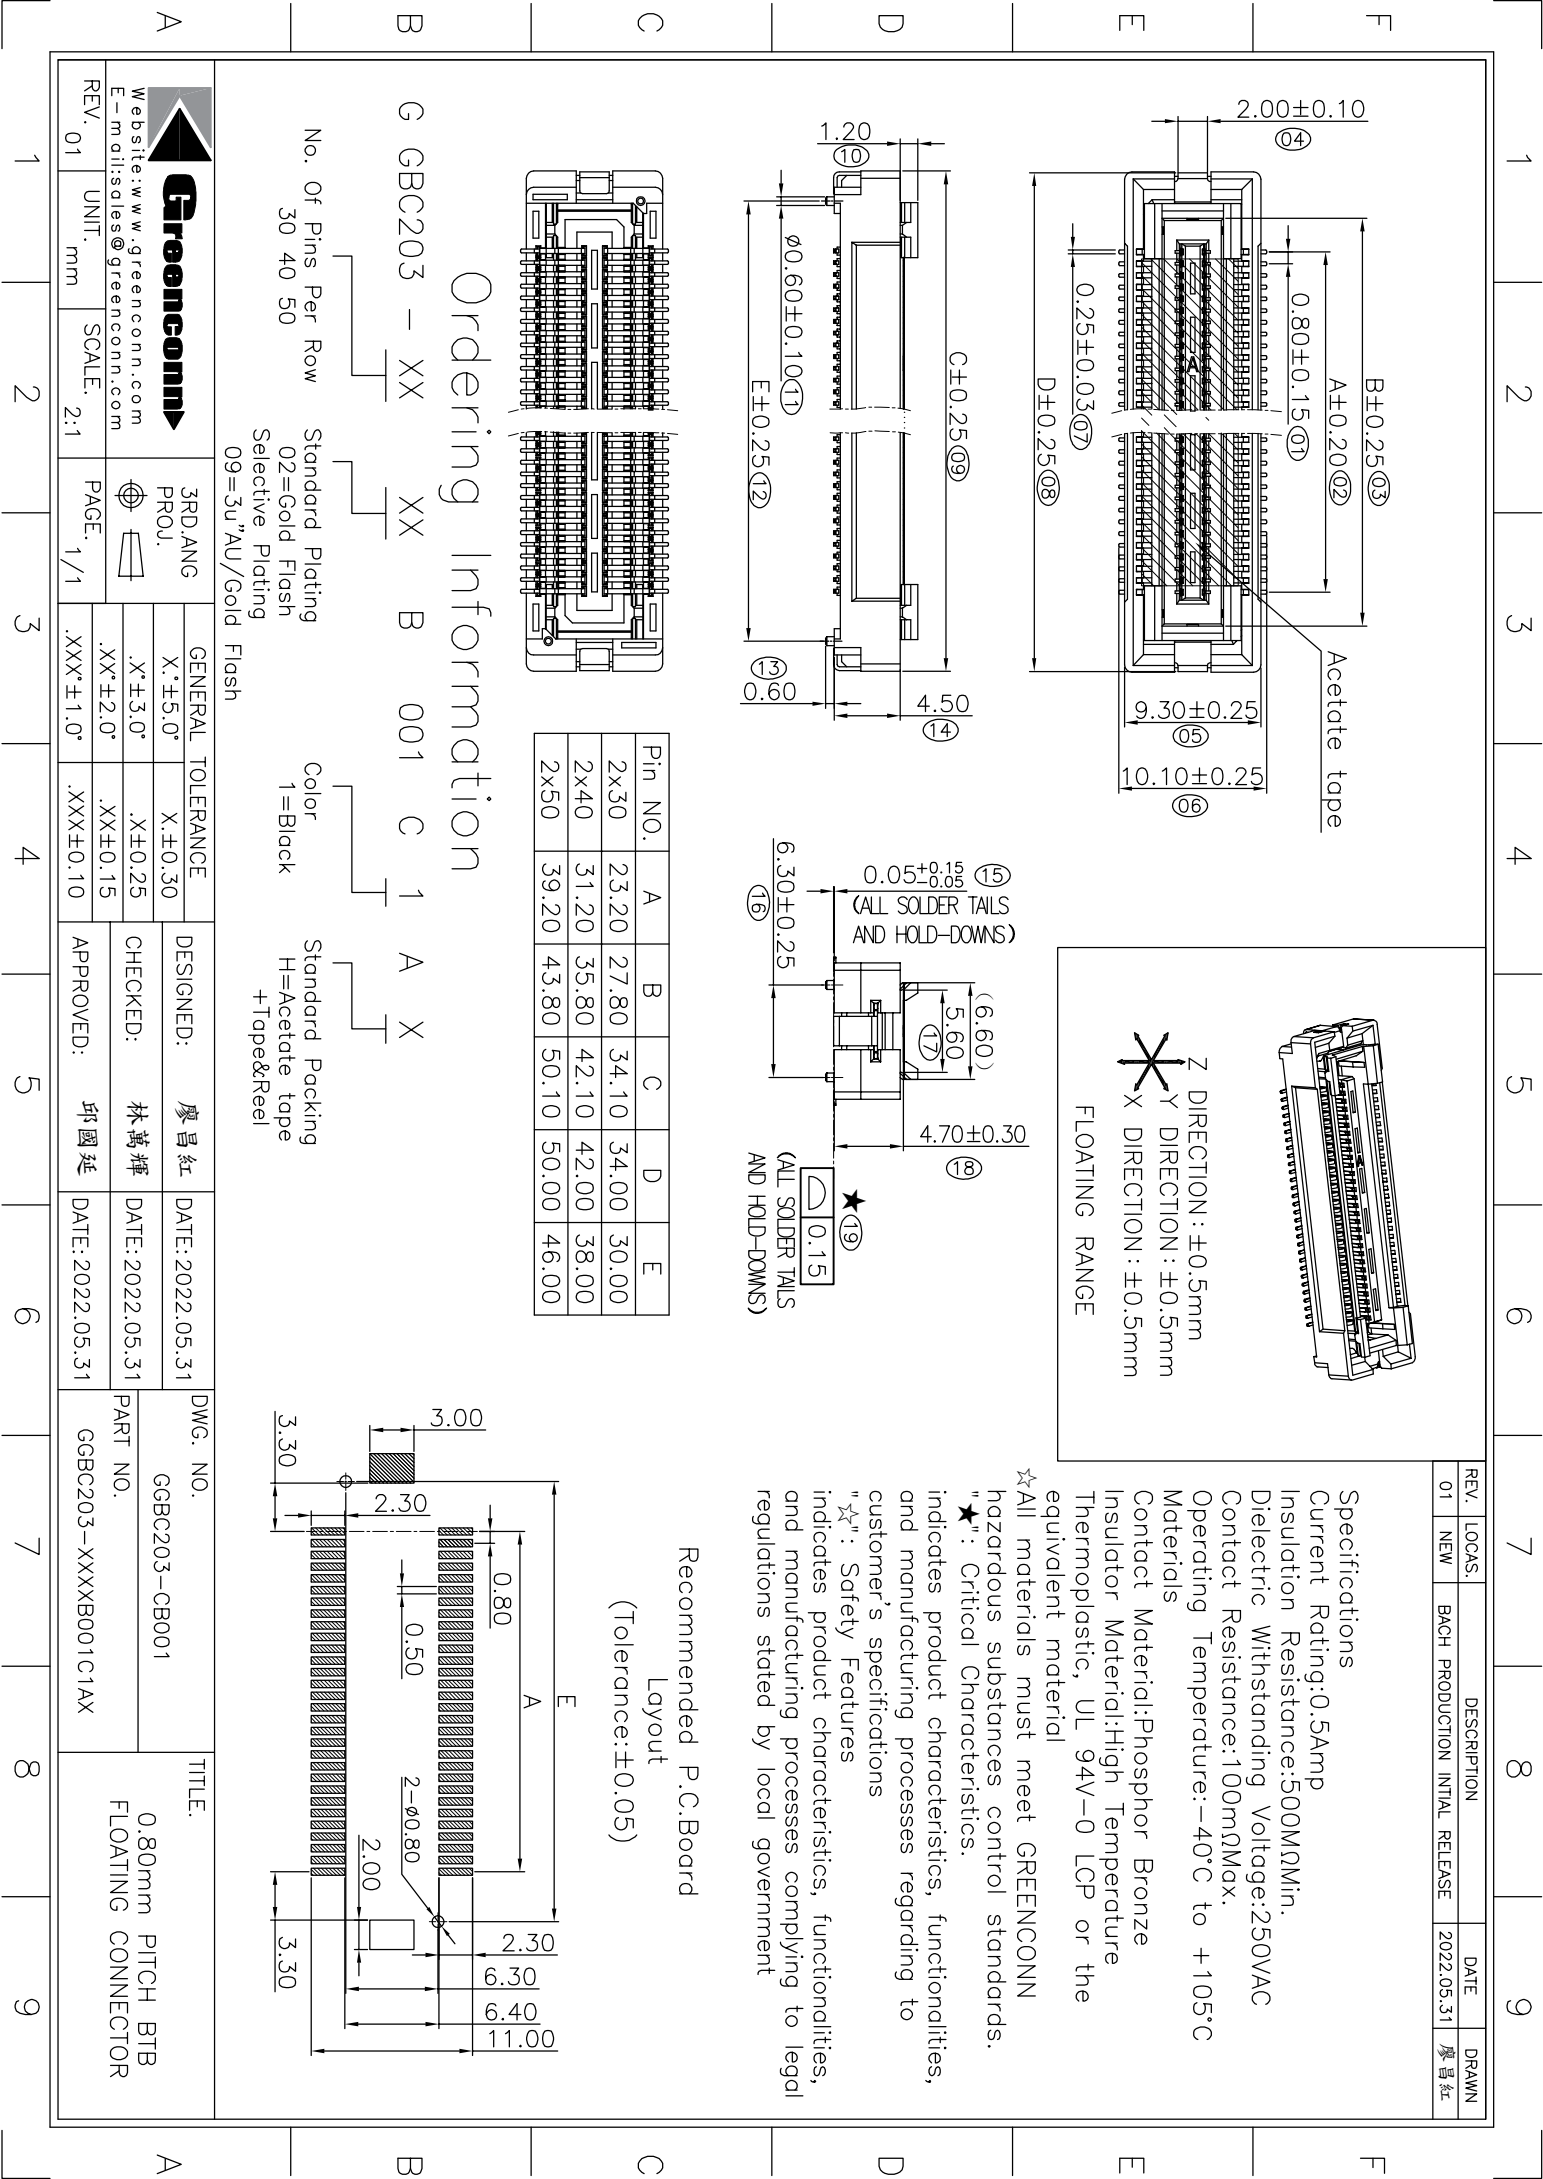 1 2 3 4 5 6 7 8 9
F
E
D
C
B
A
REV. LOCAS. DESCRIPTION DATE DRAWN
01 NEW BACH PRODUCTION INTIAL RELEASE 2022.05.31 廖昌紅
2.00±0.10 04
B±0.25 03
A±0.20 02
0.80±0.15 01
A
0.25±0.03 07
D±0.25 08
Acetate tape
9.30±0.25 05
10.10±0.25 06
Z DIRECTION:±0.5mm
Y DIRECTION:±0.5mm
X DIRECTION:±0.5mm
FLOATING RANGE
A
Specifications
Current Rating:0.5Amp
Insulation Resistance:500MΩMin.
Dielectric Withstanding Voltage:250VAC
Contact Resistance:100mΩMax.
Operating Temperature:-40°C to +105°C
Materials
Contact Material:Phosphor Bronze
Insulator Material:High Temperature
Thermoplastic, UL 94V-0 LCP or the
equivalent material
☆All materials must meet GREENCONN
hazardous substances control standards.
"★": Critical Characteristics.
indicates product characteristics, functionalities,
and manufacturing processes regarding to
customer's specifications
"☆": Safety Features
indicates product characteristics, functionalities,
and manufacturing processes complying to legal
regulations stated by local government
1.20 10
C±0.25 09
Ø0.60±0.10 11
E±0.25 12
13 0.60
4.50 14
0.05+0.15-0.05 15
(ALL SOLDER TAILS
AND HOLD-DOWNS)
6.30±0.25 16
(6.60)
5.60 17
4.70±0.30 18
★ 19
⌓ 0.15
(ALL SOLDER TAILS
AND HOLD-DOWNS)
Pin NO. A B C D E
2x30 23.20 27.80 34.10 34.00 30.00
2x40 31.20 35.80 42.10 42.00 38.00
2x50 39.20 43.80 50.10 50.00 46.00
Recommended P.C.Board
Layout
(Tolerance:±0.05)
E
A
0.80
0.50
3.00
2.30
3.30
2-Ø0.80
2.00
3.30
2.30
6.30
6.40
11.00
Ordering Information
G GBC203 - XX XX B 001 C 1 A X
No. Of Pins Per Row
30 40 50
Standard Plating
02=Gold Flash
Selective Plating
09=3u"AU/Gold Flash
Color
1=Black
Standard Packing
H=Acetate tape
+Tape&Reel
Greenconn
Website:www.greenconn.com
E-mail:sales@greenconn.com
REV. 01 UNIT. mm SCALE. 2:1 PAGE. 1/1
3RD.ANG
PROJ.
GENERAL TOLERANCE
X.°±5.0° X.±0.30
.X°±3.0° .X±0.25
.XX°±2.0° .XX±0.15
.XXX°±1.0° .XXX±0.10
DESIGNED: 廖昌紅 DATE:2022.05.31
CHECKED: 林萬輝 DATE:2022.05.31
APPROVED: 邱國延 DATE:2022.05.31
DWG. NO.
GGBC203-CB001
PART NO.
GGBC203-XXXXB001C1AX
TITLE.
0.80mm PITCH BTB
FLOATING CONNECTOR
1 2 3 4 5 6 7 8 9
F
E
D
C
B
A